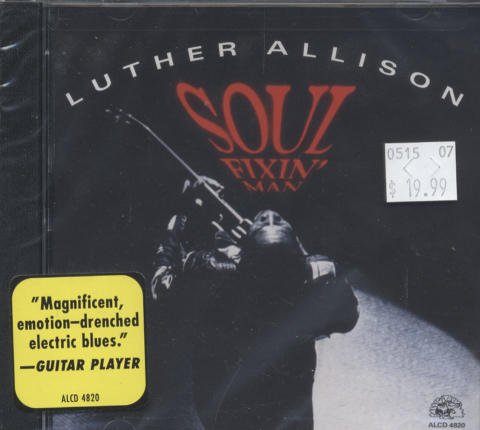 LUTHER ALLISON
SOUL
FIXIN'
MAN
0515 07
$ 19.99
"Magnificent,
emotion–drenched
electric blues."
—GUITAR PLAYER
ALCD 4820
ALCD 4820